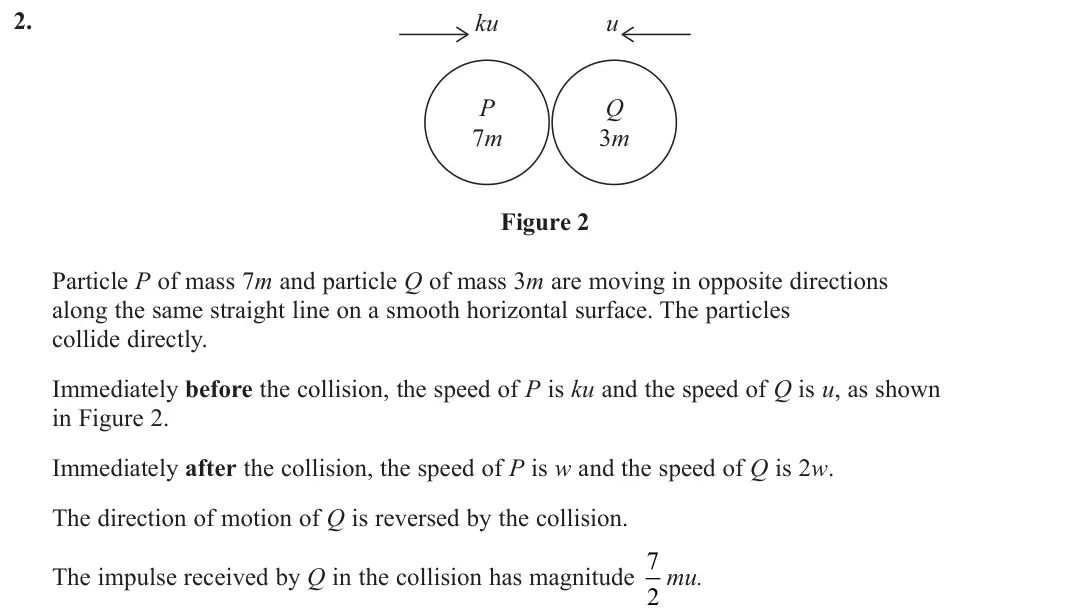 2.
ku u
P Q
7m 3m
Figure 2
Particle P of mass 7m and particle Q of mass 3m are moving in opposite directions
along the same straight line on a smooth horizontal surface. The particles
collide directly.
Immediately before the collision, the speed of P is ku and the speed of Q is u, as shown
in Figure 2.
Immediately after the collision, the speed of P is w and the speed of Q is 2w.
The direction of motion of Q is reversed by the collision.
The impulse received by Q in the collision has magnitude 7/2 mu.